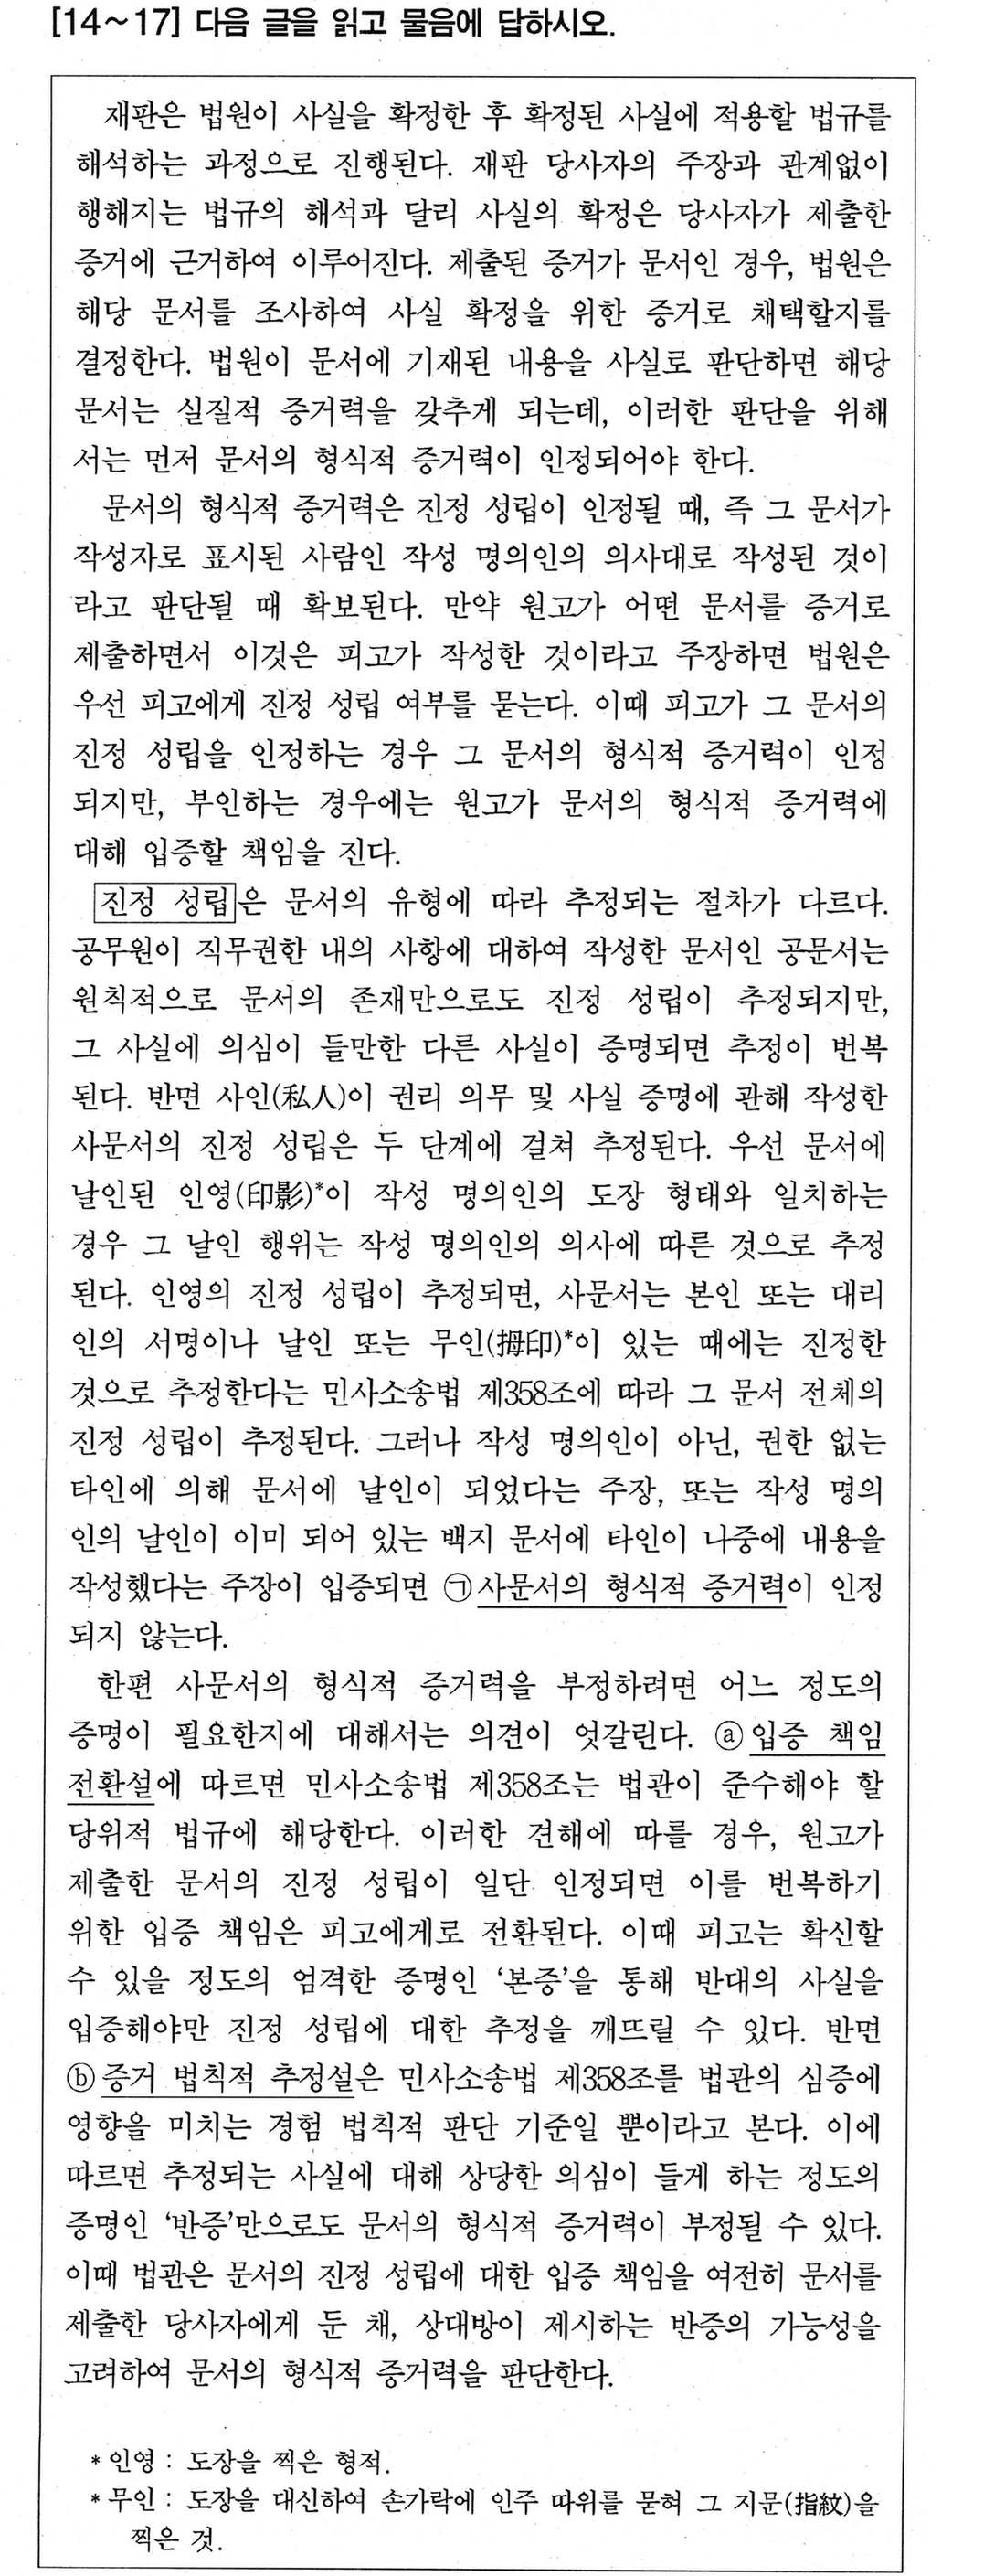 [14～17] 다음 글을 읽고 물음에 답하시오.
재판은 법원이 사실을 확정한 후 확정된 사실에 적용할 법규를
해석하는 과정으로 진행된다. 재판 당사자의 주장과 관계없이
행해지는 법규의 해석과 달리 사실의 확정은 당사자가 제출한
증거에 근거하여 이루어진다. 제출된 증거가 문서인 경우, 법원은
해당 문서를 조사하여 사실 확정을 위한 증거로 채택할지를
결정한다. 법원이 문서에 기재된 내용을 사실로 판단하면 해당
문서는 실질적 증거력을 갖추게 되는데, 이러한 판단을 위해
서는 먼저 문서의 형식적 증거력이 인정되어야 한다.
문서의 형식적 증거력은 진정 성립이 인정될 때, 즉 그 문서가
작성자로 표시된 사람인 작성 명의인의 의사대로 작성된 것이
라고 판단될 때 확보된다. 만약 원고가 어떤 문서를 증거로
제출하면서 이것은 피고가 작성한 것이라고 주장하면 법원은
우선 피고에게 진정 성립 여부를 묻는다. 이때 피고가 그 문서의
진정 성립을 인정하는 경우 그 문서의 형식적 증거력이 인정
되지만, 부인하는 경우에는 원고가 문서의 형식적 증거력에
대해 입증할 책임을 진다.
진정 성립은 문서의 유형에 따라 추정되는 절차가 다르다.
공무원이 직무권한 내의 사항에 대하여 작성한 문서인 공문서는
원칙적으로 문서의 존재만으로도 진정 성립이 추정되지만,
그 사실에 의심이 들만한 다른 사실이 증명되면 추정이 번복
된다. 반면 사인(私人)이 권리 의무 및 사실 증명에 관해 작성한
사문서의 진정 성립은 두 단계에 걸쳐 추정된다. 우선 문서에
날인된 인영(印影)*이 작성 명의인의 도장 형태와 일치하는
경우 그 날인 행위는 작성 명의인의 의사에 따른 것으로 추정
된다. 인영의 진정 성립이 추정되면, 사문서는 본인 또는 대리
인의 서명이나 날인 또는 무인(拇印)*이 있는 때에는 진정한
것으로 추정한다는 민사소송법 제358조에 따라 그 문서 전체의
진정 성립이 추정된다. 그러나 작성 명의인이 아닌, 권한 없는
타인에 의해 문서에 날인이 되었다는 주장, 또는 작성 명의
인의 날인이 이미 되어 있는 백지 문서에 타인이 나중에 내용을
작성했다는 주장이 입증되면 ㉠사문서의 형식적 증거력이 인정
되지 않는다.
한편 사문서의 형식적 증거력을 부정하려면 어느 정도의
증명이 필요한지에 대해서는 의견이 엇갈린다. ⓐ입증 책임
전환설에 따르면 민사소송법 제358조는 법관이 준수해야 할
당위적 법규에 해당한다. 이러한 견해에 따를 경우, 원고가
제출한 문서의 진정 성립이 일단 인정되면 이를 번복하기
위한 입증 책임은 피고에게로 전환된다. 이때 피고는 확신할
수 있을 정도의 엄격한 증명인 ‘본증’을 통해 반대의 사실을
입증해야만 진정 성립에 대한 추정을 깨뜨릴 수 있다. 반면
ⓑ증거 법칙적 추정설은 민사소송법 제358조를 법관의 심증에
영향을 미치는 경험 법칙적 판단 기준일 뿐이라고 본다. 이에
따르면 추정되는 사실에 대해 상당한 의심이 들게 하는 정도의
증명인 ‘반증’만으로도 문서의 형식적 증거력이 부정될 수 있다.
이때 법관은 문서의 진정 성립에 대한 입증 책임을 여전히 문서를
제출한 당사자에게 둔 채, 상대방이 제시하는 반증의 가능성을
고려하여 문서의 형식적 증거력을 판단한다.
* 인영 : 도장을 찍은 형적.
* 무인 : 도장을 대신하여 손가락에 인주 따위를 묻혀 그 지문(指紋)을
찍은 것.